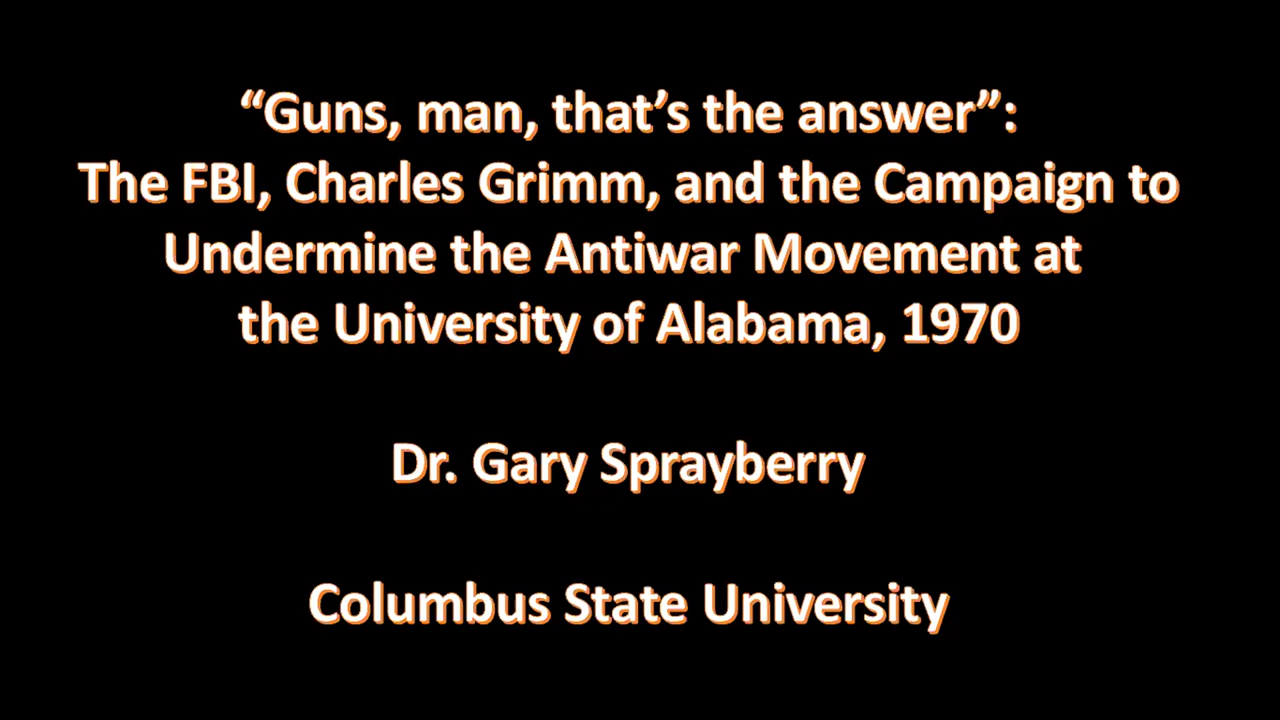 “Guns, man, that’s the answer”:
The FBI, Charles Grimm, and the Campaign to
Undermine the Antiwar Movement at
the University of Alabama, 1970
Dr. Gary Sprayberry
Columbus State University